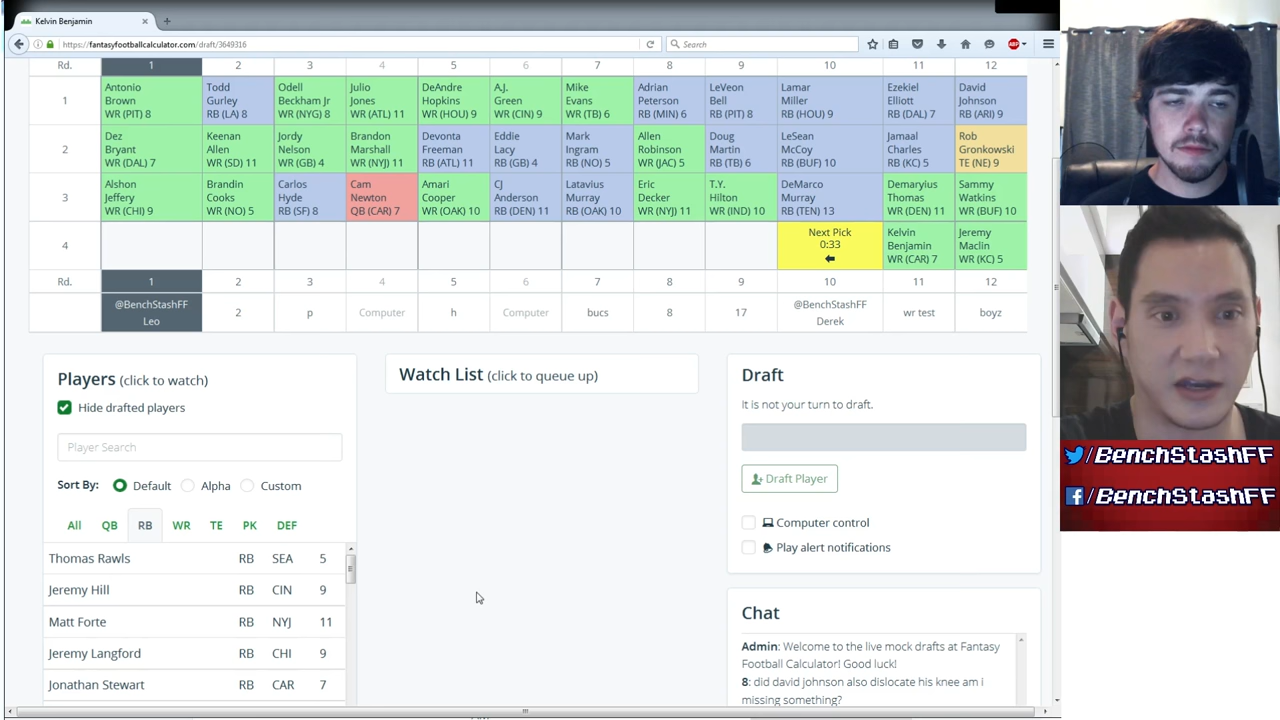 Kelvin Benjamin
https://fantasyfootballcalculator.com/draft/3649316
Search
ABP
Rd. 1 2 3 4 5 6 7 8 9 10 11 12
1
Antonio Brown WR (PIT) 8
Todd Gurley RB (LA) 8
Odell Beckham Jr WR (NYG) 8
Julio Jones WR (ATL) 11
DeAndre Hopkins WR (HOU) 9
A.J. Green WR (CIN) 9
Mike Evans WR (TB) 6
Adrian Peterson RB (MIN) 6
LeVeon Bell RB (PIT) 8
Lamar Miller RB (HOU) 9
Ezekiel Elliott RB (DAL) 7
David Johnson RB (ARI) 9
2
Dez Bryant WR (DAL) 7
Keenan Allen WR (SD) 11
Jordy Nelson WR (GB) 4
Brandon Marshall WR (NYJ) 11
Devonta Freeman RB (ATL) 11
Eddie Lacy RB (GB) 4
Mark Ingram RB (NO) 5
Allen Robinson WR (JAC) 5
Doug Martin RB (TB) 6
LeSean McCoy RB (BUF) 10
Jamaal Charles RB (KC) 5
Rob Gronkowski TE (NE) 9
3
Alshon Jeffery WR (CHI) 9
Brandin Cooks WR (NO) 5
Carlos Hyde RB (SF) 8
Cam Newton QB (CAR) 7
Amari Cooper WR (OAK) 10
CJ Anderson RB (DEN) 11
Latavius Murray RB (OAK) 10
Eric Decker WR (NYJ) 11
T.Y. Hilton WR (IND) 10
DeMarco Murray RB (TEN) 13
Demaryius Thomas WR (DEN) 11
Sammy Watkins WR (BUF) 10
4
Next Pick 0:33
Kelvin Benjamin WR (CAR) 7
Jeremy Maclin WR (KC) 5
Rd. 1 2 3 4 5 6 7 8 9 10 11 12
@BenchStashFF Leo
2
p
Computer
h
Computer
bucs
8
17
@BenchStashFF Derek
wr test
boyz
Players (click to watch)
Hide drafted players
Player Search
Sort By: Default Alpha Custom
All QB RB WR TE PK DEF
Thomas Rawls RB SEA 5
Jeremy Hill RB CIN 9
Matt Forte RB NYJ 11
Jeremy Langford RB CHI 9
Jonathan Stewart RB CAR 7
Watch List (click to queue up)
Draft
It is not your turn to draft.
Draft Player
Computer control
Play alert notifications
Chat
Admin: Welcome to the live mock drafts at Fantasy
Football Calculator! Good luck!
8: did david johnson also dislocate his knee am i
missing something?
/BenchStashFF
/BenchStashFF